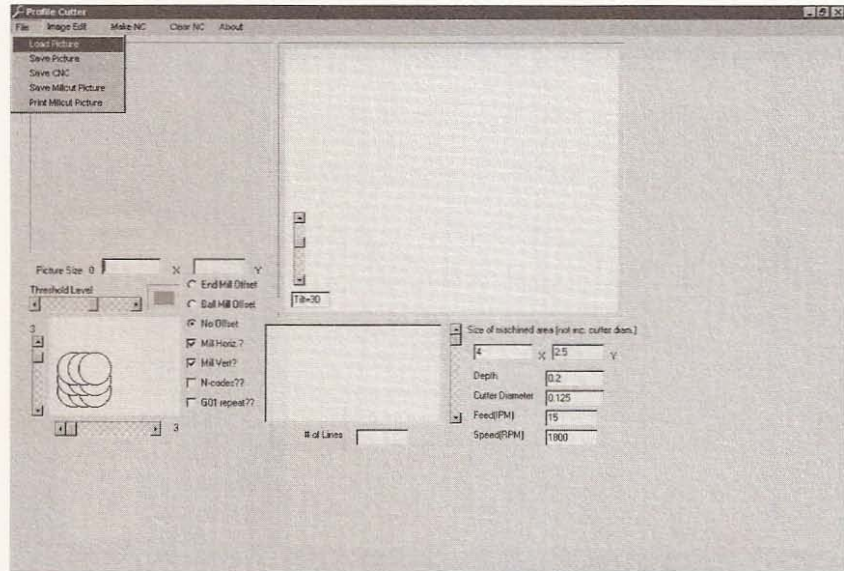 Profile Cutter
File Image Edit Make NC Clear NC About
Load Picture
Save Picture
Save CNC
Save Millcut Picture
Print Millcut Picture
Tilt=30
Picture Size 0 X Y
Threshold Level
End Mill Offset
Ball Mill Offset
No Offset
Mill Horiz.?
Mill Vert?
N-codes??
G01 repeat??
3
3
# of Lines
Size of machined area (not inc. cutter diam.)
4 X 2.5 Y
Depth 0.2
Cutter Diameter 0.125
Feed(IPM) 15
Speed(RPM) 1800